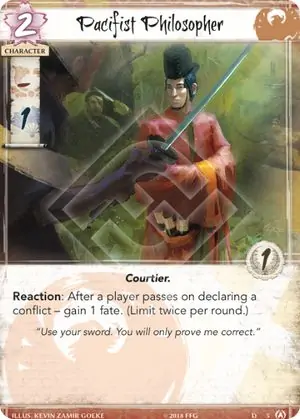 2
Pacifist Philosopher
CHARACTER
1
1
Courtier.
Reaction: After a player passes on declaring a
conflict – gain 1 fate. (Limit twice per round.)
“Use your sword. You will only prove me correct.”
ILLUS. KEVIN ZAMIR GOEKE
©2018 FFG
D
5